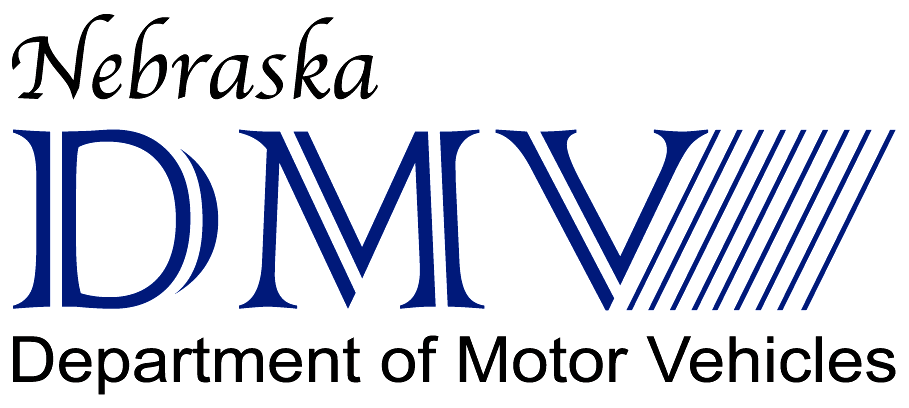 Nebraska
DMV
Department of Motor Vehicles